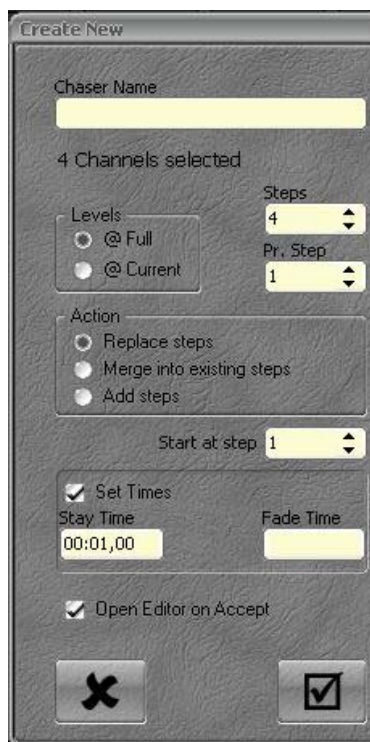 Create New
Chaser Name
4 Channels selected
Steps
Levels
4
@ Full
Pr. Step
@ Current
1
Action
Replace steps
Merge into existing steps
Add steps
Start at step 1
Set Times
Stay Time Fade Time
00:01,00
Open Editor on Accept